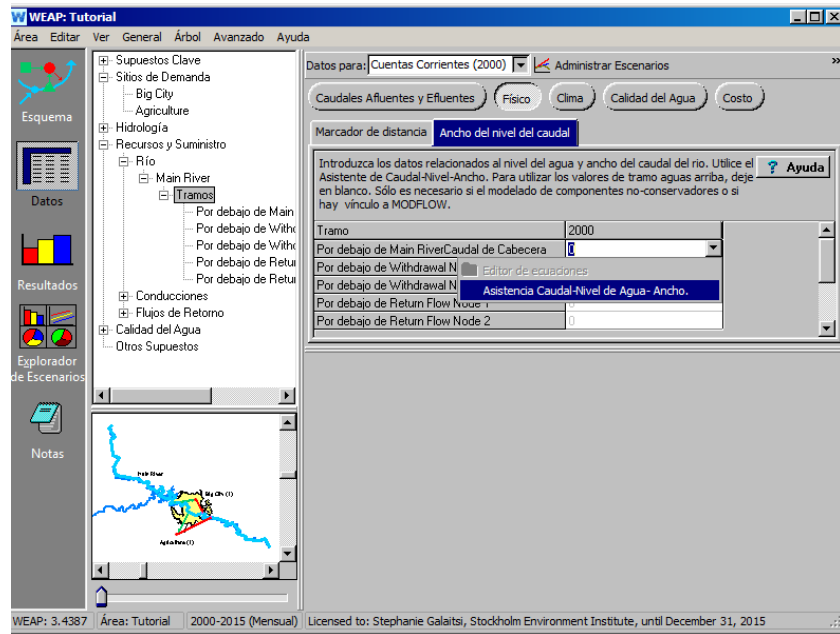 WEAP: Tutorial
Área Editar Ver General Árbol Avanzado Ayuda
Esquema
Datos
Resultados
Explorador
de Escenarios
Notas
Supuestos Clave
Sitios de Demanda
Big City
Agriculture
Hidrología
Recursos y Suministro
Río
Main River
Tramos
Por debajo de Main
Por debajo de Withd
Por debajo de Withd
Por debajo de Retu
Por debajo de Retu
Conducciones
Flujos de Retorno
Calidad del Agua
Otros Supuestos
Main River
Big City (1)
Agriculture (1)
Datos para: Cuentas Corrientes (2000) Administrar Escenarios »
Caudales Afluentes y Efluentes Físico Clima Calidad del Agua Costo
Marcador de distancia Ancho del nivel del caudal
Introduzca los datos relacionados al nivel del agua y ancho del caudal del rio. Utilice el
Asistente de Caudal-Nivel-Ancho. Para utilizar los valores de tramo aguas arriba, deje
en blanco. Sólo es necesario si el modelado de componentes no-conservadores o si
hay vínculo a MODFLOW.
? Ayuda
Tramo 2000
Por debajo de Main RiverCaudal de Cabecera 0
Por debajo de Withdrawal N
Editor de ecuaciones
Por debajo de Withdrawal N
Asistencia Caudal-Nivel de Agua- Ancho.
Por debajo de Return Flow Node 1 0
Por debajo de Return Flow Node 2 0
WEAP: 3.4387 Área: Tutorial 2000-2015 (Mensual) Licensed to: Stephanie Galaitsi, Stockholm Environment Institute, until December 31, 2015